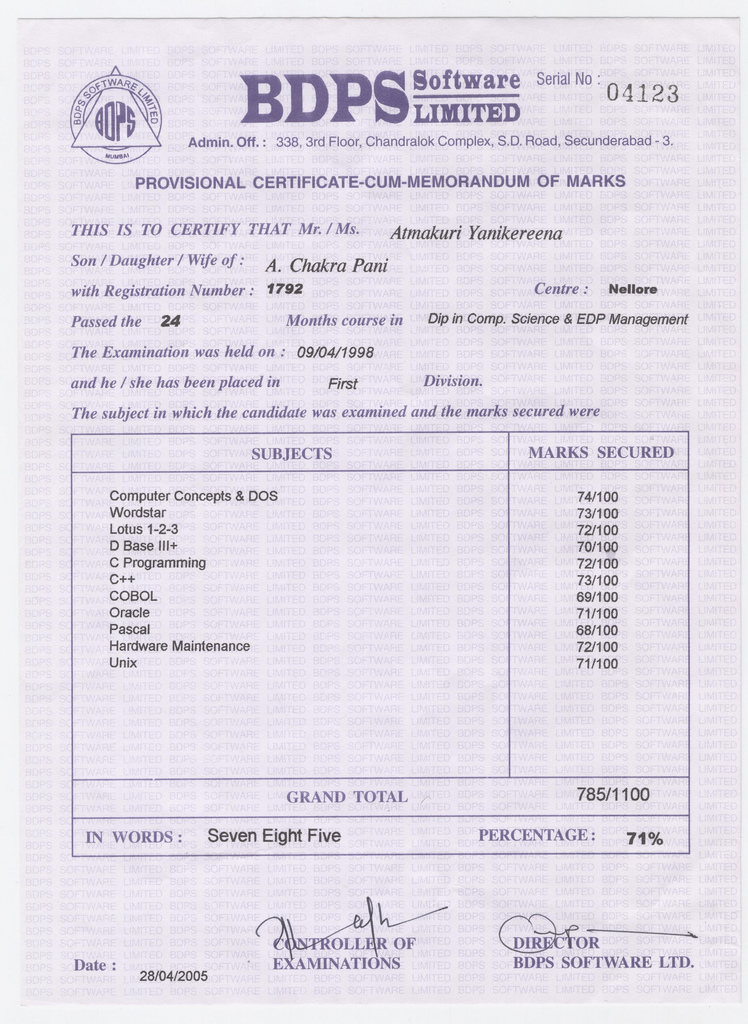 BDPS Software LIMITED
BDPS SOFTWARE LIMITED
BDPS
MUMBAI
Serial No : 04123
Admin. Off. : 338, 3rd Floor, Chandralok Complex, S.D. Road, Secunderabad - 3.
PROVISIONAL CERTIFICATE-CUM-MEMORANDUM OF MARKS
THIS IS TO CERTIFY THAT Mr. / Ms. Atmakuri Yanikereena
Son / Daughter / Wife of : A. Chakra Pani
with Registration Number : 1792 Centre : Nellore
Passed the 24 Months course in Dip in Comp. Science & EDP Management
The Examination was held on : 09/04/1998
and he / she has been placed in First Division.
The subject in which the candidate was examined and the marks secured were
SUBJECTS MARKS SECURED
Computer Concepts & DOS 74/100
Wordstar 73/100
Lotus 1-2-3 72/100
D Base III+ 70/100
C Programming 72/100
C++ 73/100
COBOL 69/100
Oracle 71/100
Pascal 68/100
Hardware Maintenance 72/100
Unix 71/100
GRAND TOTAL 785/1100
IN WORDS : Seven Eight Five PERCENTAGE : 71%
CONTROLLER OF EXAMINATIONS
DIRECTOR
BDPS SOFTWARE LTD.
Date : 28/04/2005